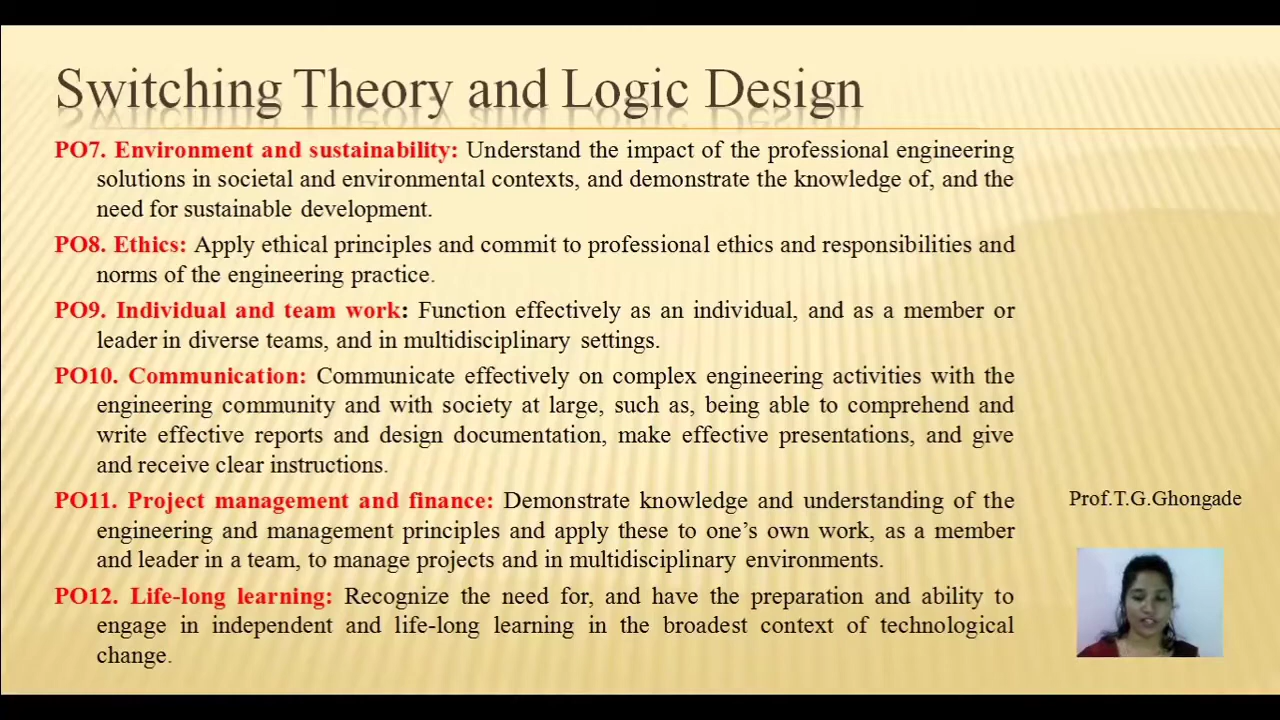 Switching Theory and Logic Design
PO7. Environment and sustainability: Understand the impact of the professional engineering
solutions in societal and environmental contexts, and demonstrate the knowledge of, and the
need for sustainable development.
PO8. Ethics: Apply ethical principles and commit to professional ethics and responsibilities and
norms of the engineering practice.
PO9. Individual and team work: Function effectively as an individual, and as a member or
leader in diverse teams, and in multidisciplinary settings.
PO10. Communication: Communicate effectively on complex engineering activities with the
engineering community and with society at large, such as, being able to comprehend and
write effective reports and design documentation, make effective presentations, and give
and receive clear instructions.
PO11. Project management and finance: Demonstrate knowledge and understanding of the
engineering and management principles and apply these to one’s own work, as a member
and leader in a team, to manage projects and in multidisciplinary environments.
PO12. Life-long learning: Recognize the need for, and have the preparation and ability to
engage in independent and life-long learning in the broadest context of technological
change.
Prof.T.G.Ghongade